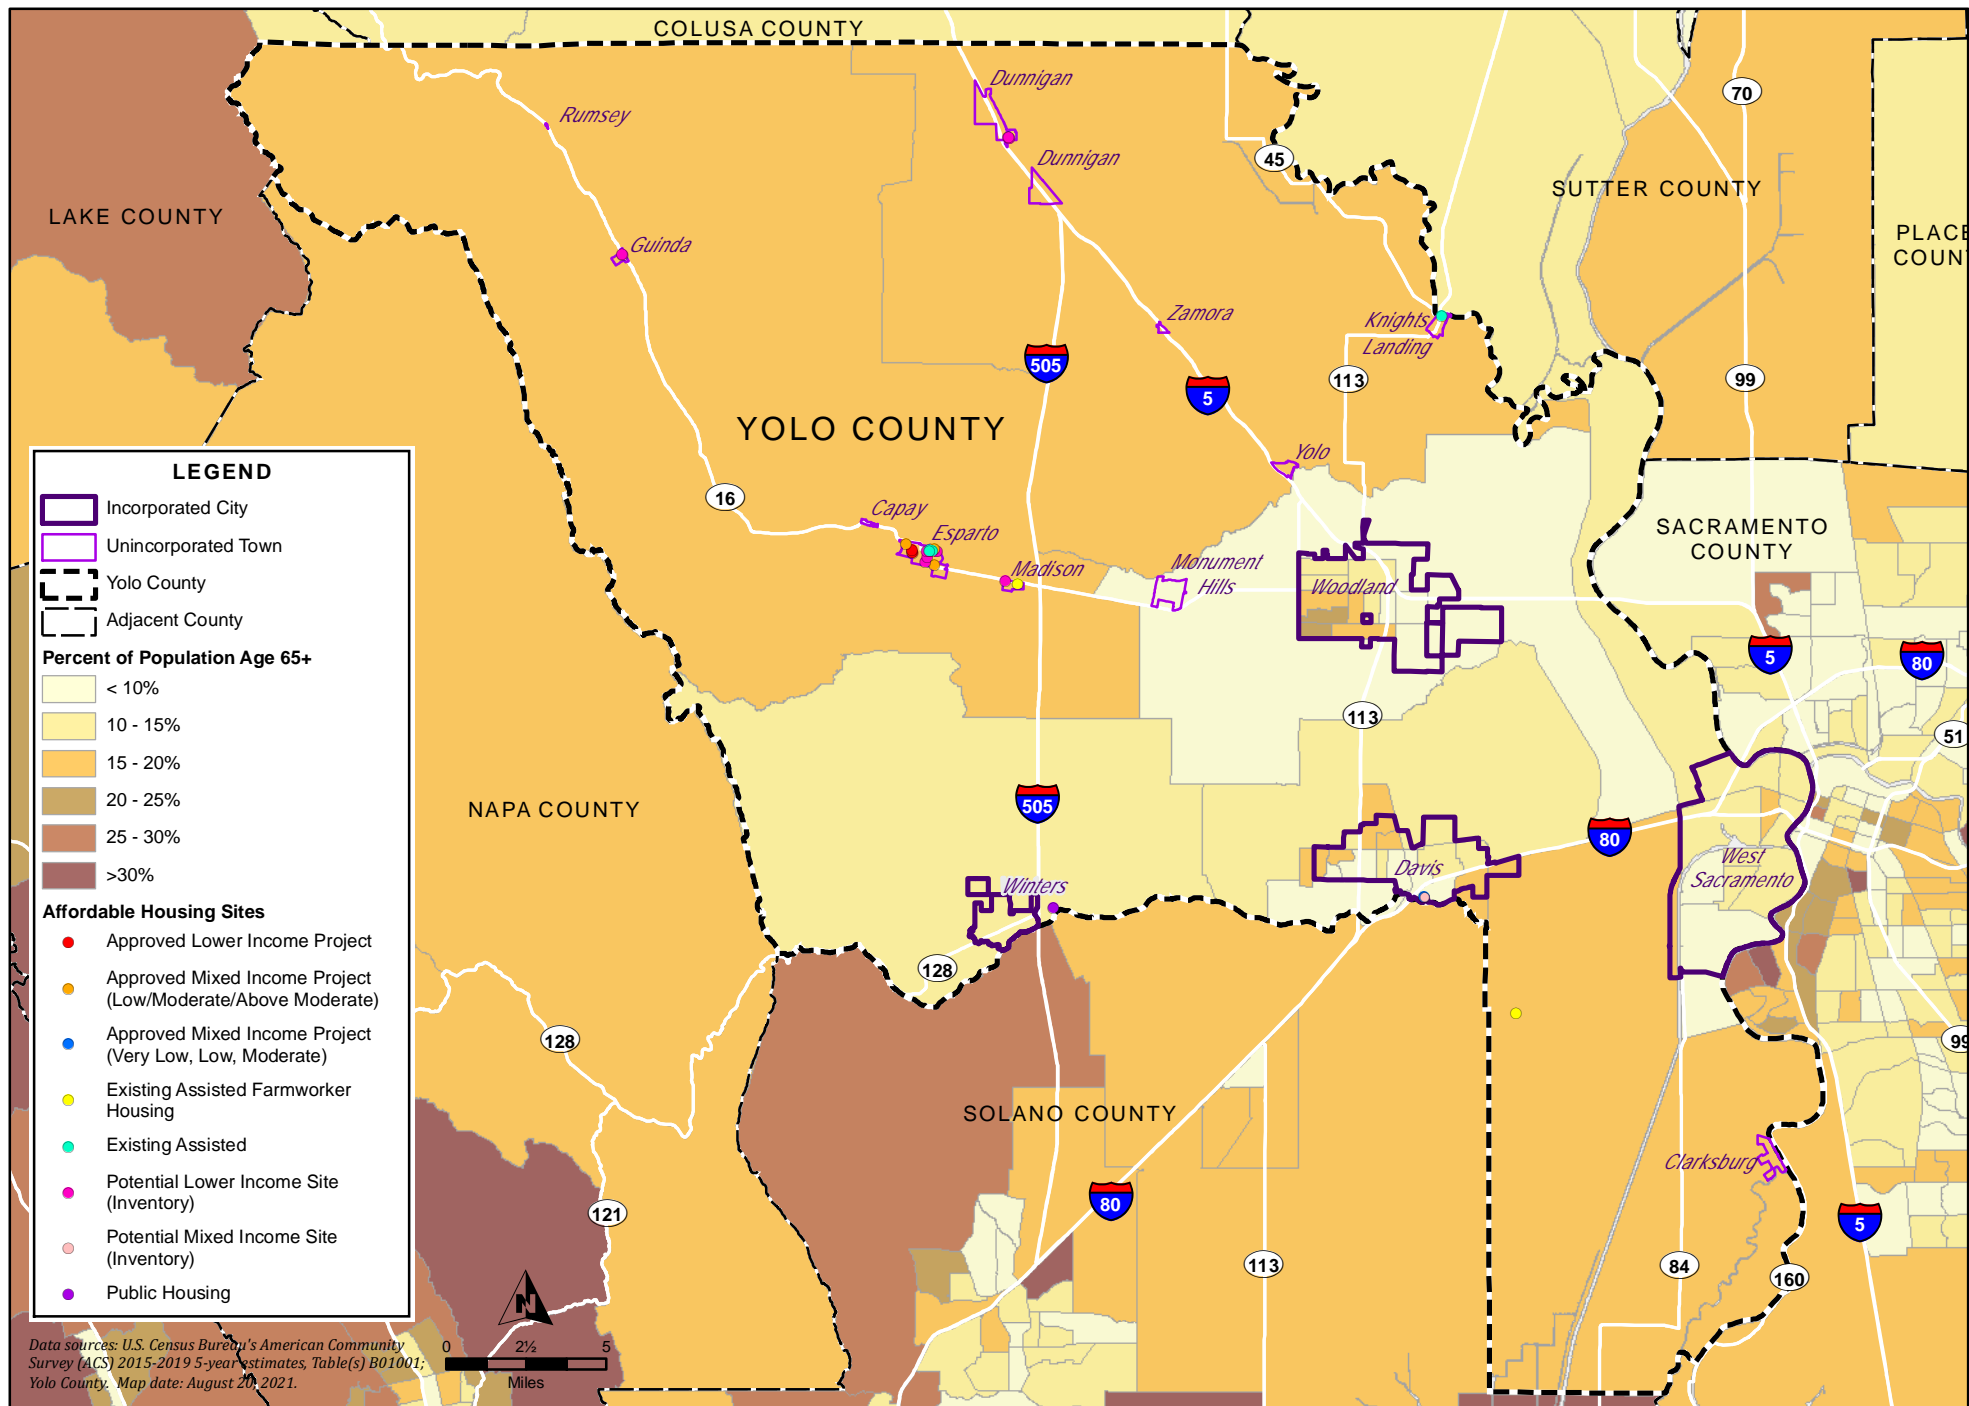 COLUSA COUNTY
Dunnigan
70
Rumsey
45
Dunnigan
SUTTER COUNTY
LAKE COUNTY
PLACE
COUN
Guinda
Zamora
Knights
Landing
505
5
113
99
YOLO COUNTY
Yolo
16
Capay
Esparto
Madison
Monument
Hills
Woodland
SACRAMENTO
COUNTY
5
80
113
51
505
NAPA COUNTY
80
Davis
West
Sacramento
Winters
128
128
99
SOLANO COUNTY
Clarksburg
80
121
5
113
84
160
LEGEND
Incorporated City
Unincorporated Town
Yolo County
Adjacent County
Percent of Population Age 65+
< 10%
10 - 15%
15 - 20%
20 - 25%
25 - 30%
>30%
Affordable Housing Sites
Approved Lower Income Project
Approved Mixed Income Project
(Low/Moderate/Above Moderate)
Approved Mixed Income Project
(Very Low, Low, Moderate)
Existing Assisted Farmworker
Housing
Existing Assisted
Potential Lower Income Site
(Inventory)
Potential Mixed Income Site
(Inventory)
Public Housing
N
0 2½ 5
Miles
Data sources: U.S. Census Bureau's American Community
Survey (ACS) 2015-2019 5-year estimates, Table(s) B01001;
Yolo County. Map date: August 20, 2021.